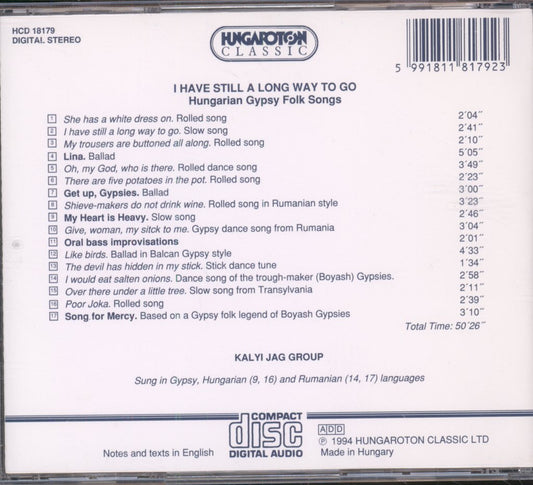 HCD 18179
DIGITAL STEREO
HUNGAROTON
CLASSIC
5 991811 817923
I HAVE STILL A LONG WAY TO GO
Hungarian Gypsy Folk Songs
1 She has a white dress on. Rolled song 2´04´´
2 I have still a long way to go. Slow song 2´41´´
3 My trousers are buttoned all along. Rolled song 2´10´´
4 Lina. Ballad 5´05´´
5 Oh, my God, who is there. Rolled dance song 3´49´´
6 There are five potatoes in the pot. Rolled song 2´23´´
7 Get up, Gypsies. Ballad 3´00´´
8 Shieve-makers do not drink wine. Rolled song in Rumanian style 3´23´´
9 My Heart is Heavy. Slow song 2´46´´
10 Give, woman, my sitck to me. Gypsy dance song from Rumania 3´04´´
11 Oral bass improvisations 2´01´´
12 Like birds. Ballad in Balcan Gypsy style 4´33´´
13 The devil has hidden in my stick. Stick dance tune 1´34´´
14 I would eat salten onions. Dance song of the trough-maker (Boyash) Gypsies. 2´58´´
15 Over there under a little tree. Slow song from Transylvania 2´11´´
16 Poor Joka. Rolled song 2´39´´
17 Song for Mercy. Based on a Gypsy folk legend of Boyash Gypsies 3´10´´
Total Time: 50´26´´
KALYI JAG GROUP
Sung in Gypsy, Hungarian (9, 16) and Rumanian (14, 17) languages
Notes and texts in English
COMPACT
disc
DIGITAL AUDIO
ADD
℗ 1994 HUNGAROTON CLASSIC LTD
Made in Hungary